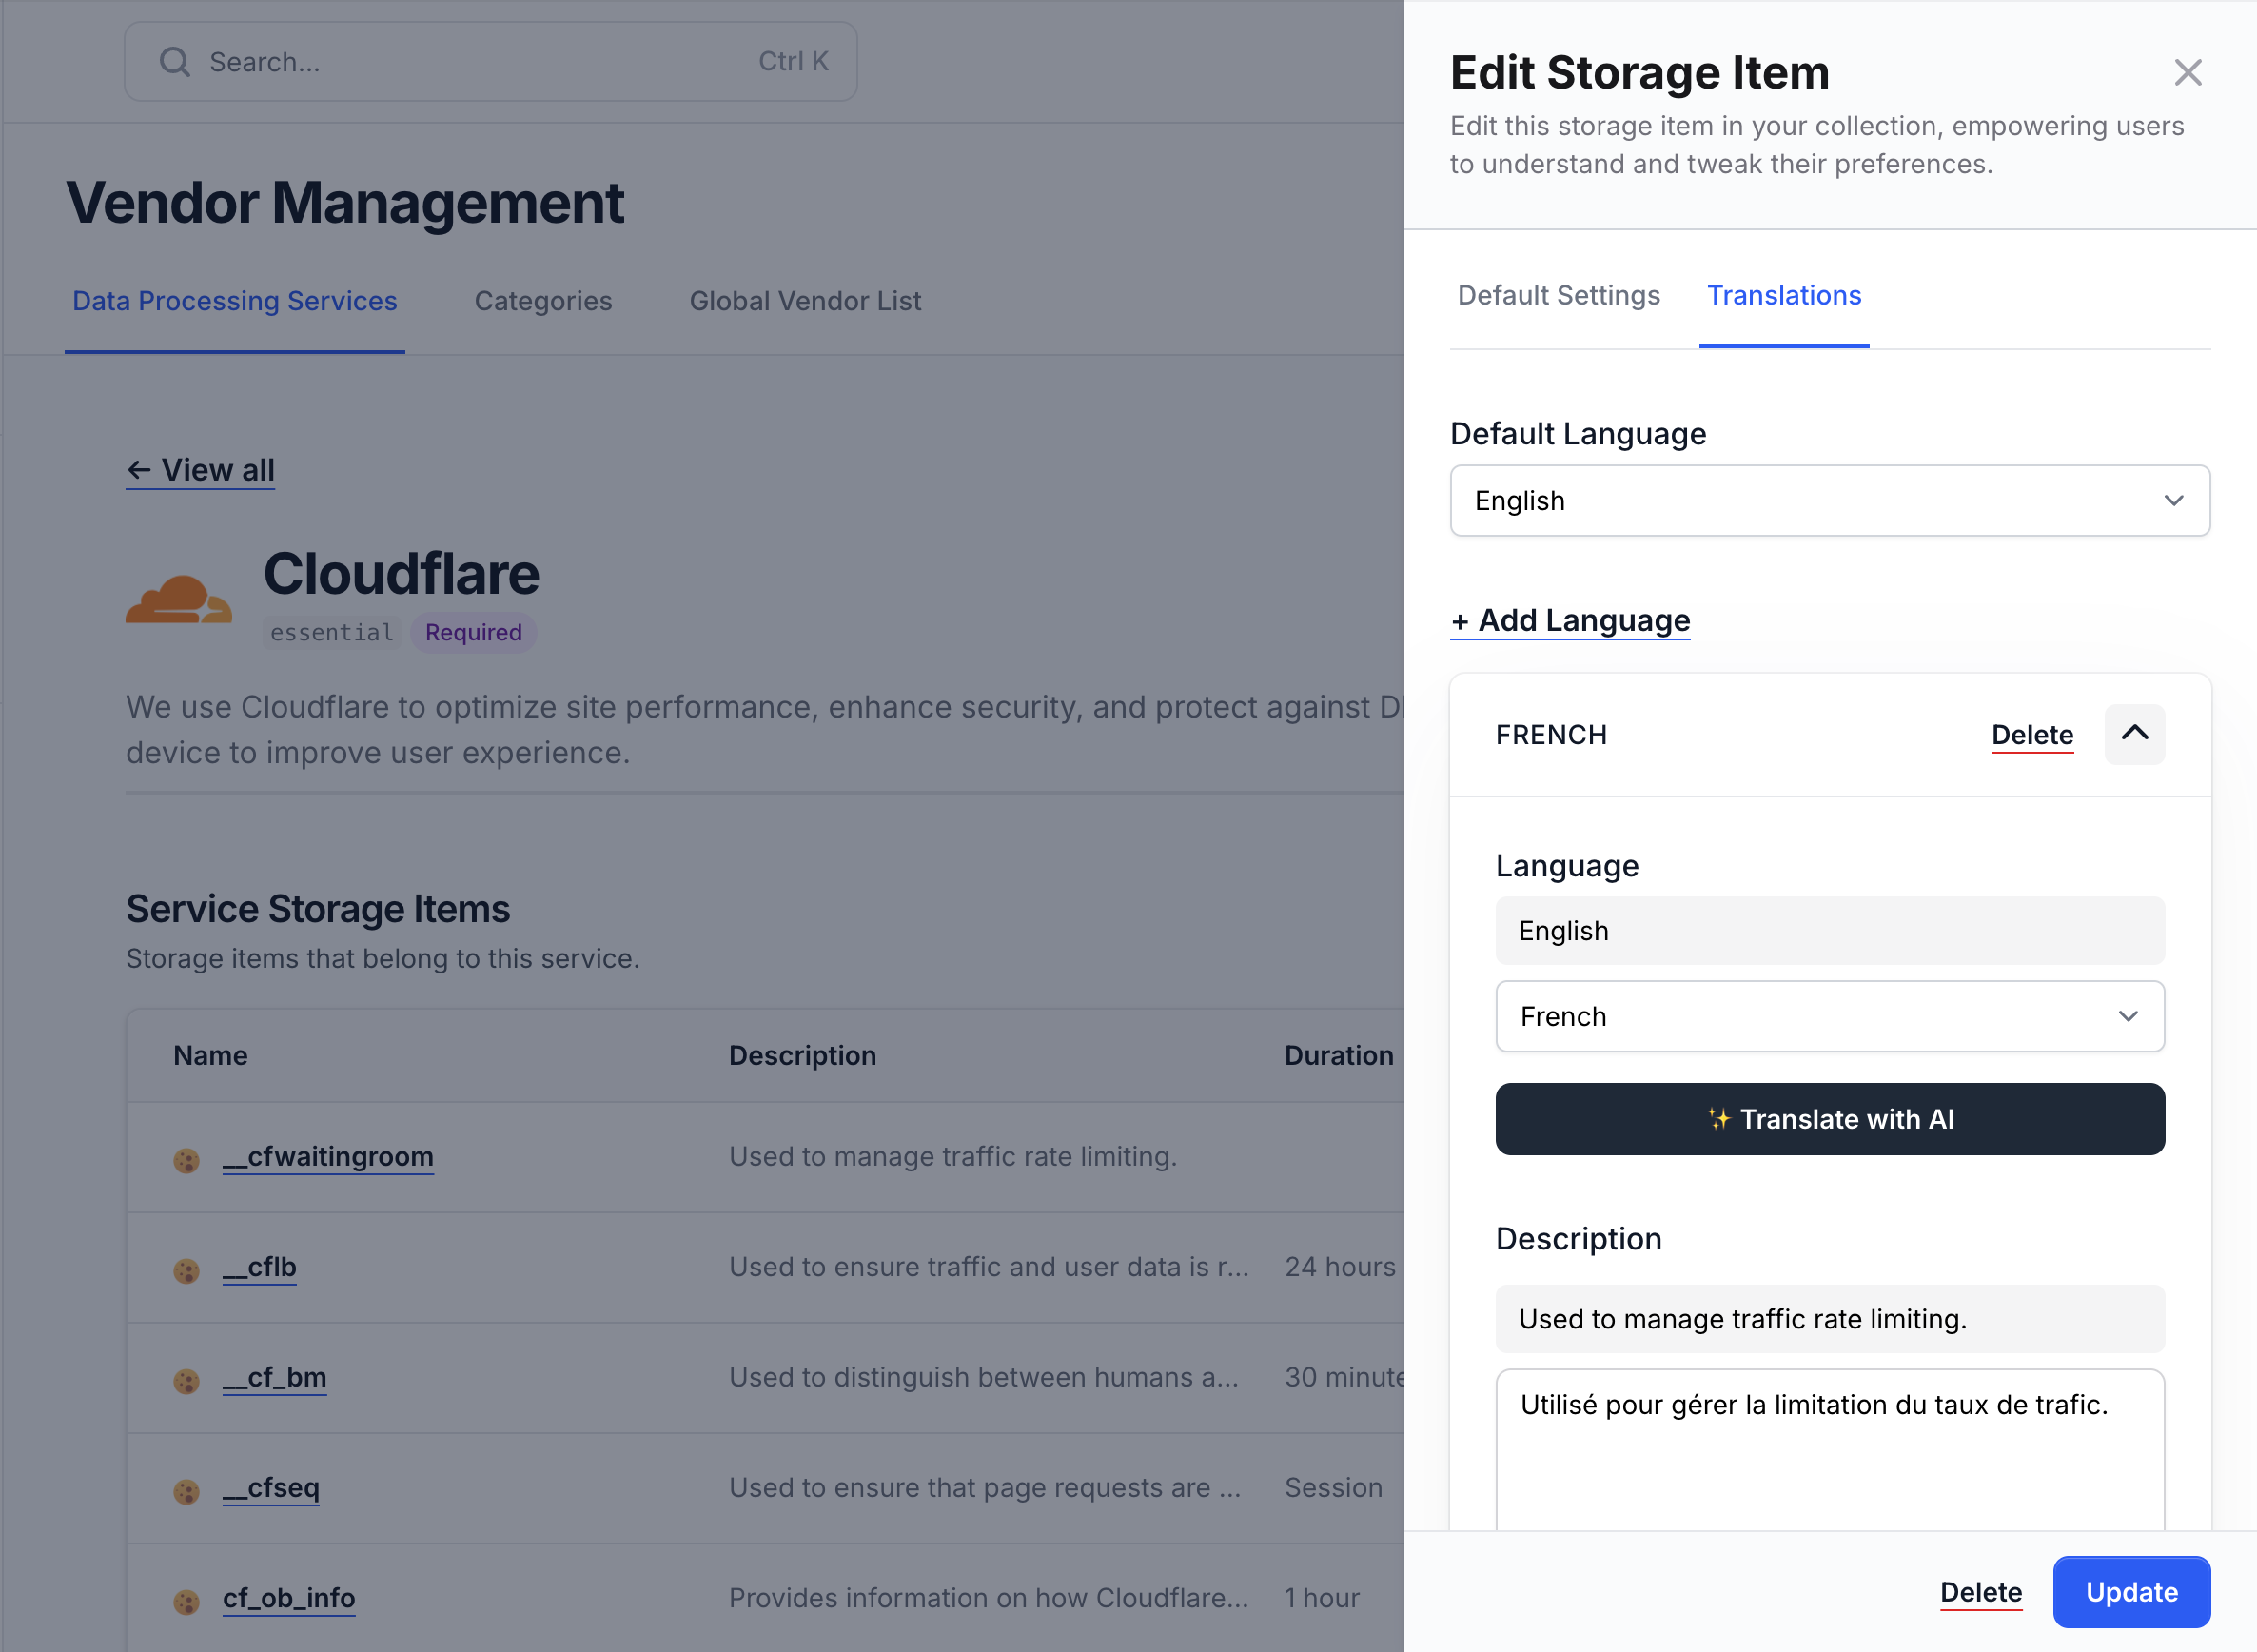 Search...
Ctrl K
Vendor Management
Data Processing Services
Categories
Global Vendor List
← View all
Cloudflare
essential
Required
We use Cloudflare to optimize site performance, enhance security, and protect against D
device to improve user experience.
Service Storage Items
Storage items that belong to this service.
Name
Description
Duration
__cfwaitingroom
Used to manage traffic rate limiting.
__cflb
Used to ensure traffic and user data is r...
24 hours
__cf_bm
Used to distinguish between humans a...
30 minute
__cfseq
Used to ensure that page requests are ...
Session
cf_ob_info
Provides information on how Cloudflare...
1 hour
Edit Storage Item
Edit this storage item in your collection, empowering users
to understand and tweak their preferences.
Default Settings
Translations
Default Language
English
+ Add Language
FRENCH
Delete
Language
English
French
✨ Translate with AI
Description
Used to manage traffic rate limiting.
Utilisé pour gérer la limitation du taux de trafic.
Delete
Update